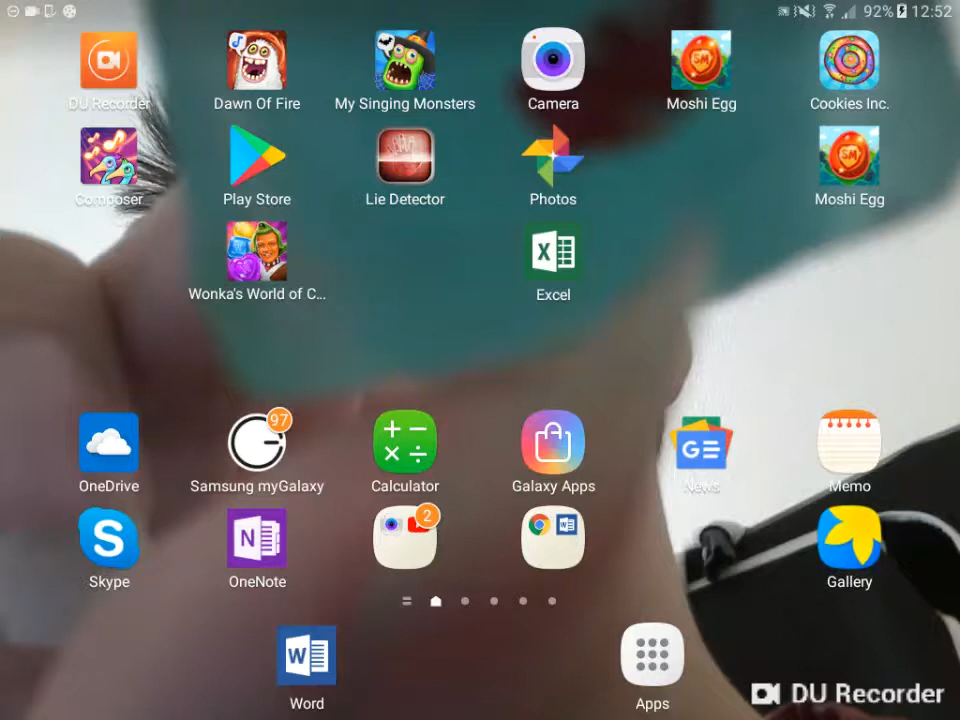 92% 12:52
DU Recorder
Dawn Of Fire
My Singing Monsters
Camera
Moshi Egg
Cookies Inc.
Composer
Play Store
Lie Detector
Photos
Moshi Egg
Wonka's World of C...
Excel
97
OneDrive
Samsung myGalaxy
Calculator
Galaxy Apps
News
Memo
2
Skype
OneNote
Gallery
Word
Apps
DU Recorder